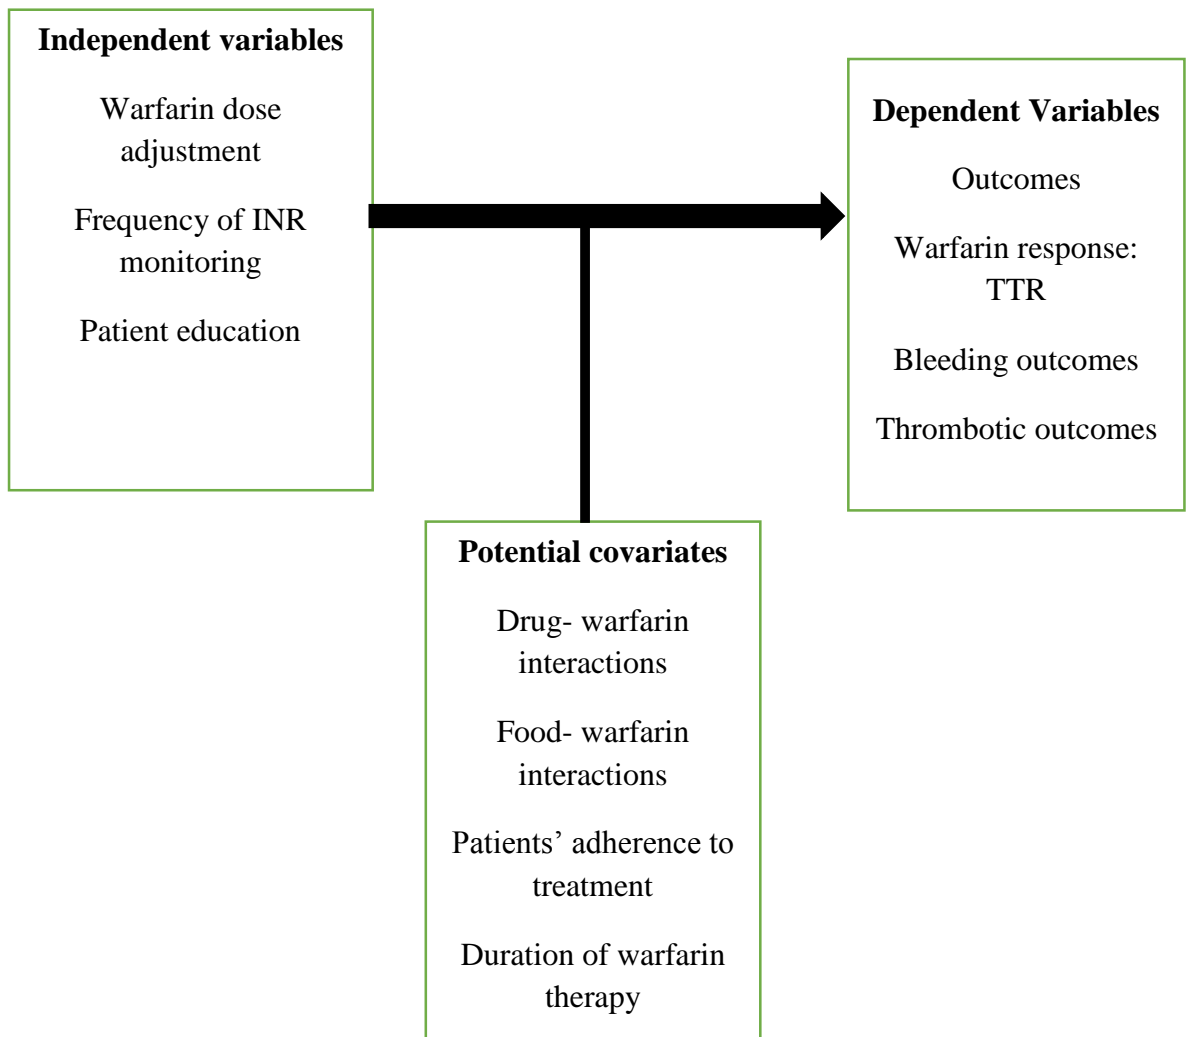 Independent variables
Warfarin dose
adjustment
Frequency of INR
monitoring
Patient education
Dependent Variables
Outcomes
Warfarin response:
TTR
Bleeding outcomes
Thrombotic outcomes
Potential covariates
Drug- warfarin
interactions
Food- warfarin
interactions
Patients’ adherence to
treatment
Duration of warfarin
therapy